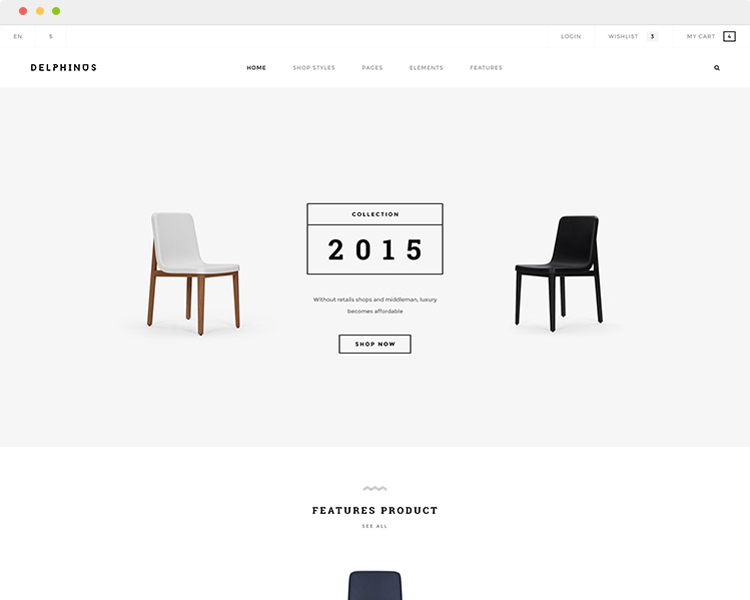 EN $ LOGIN WISHLIST 3 MY CART 4
DELPHINUS HOME SHOP STYLES PAGES ELEMENTS FEATURES
COLLECTION
2015
Without retails shops and middleman, luxury
becomes affordable
SHOP NOW
FEATURES PRODUCT
SEE ALL